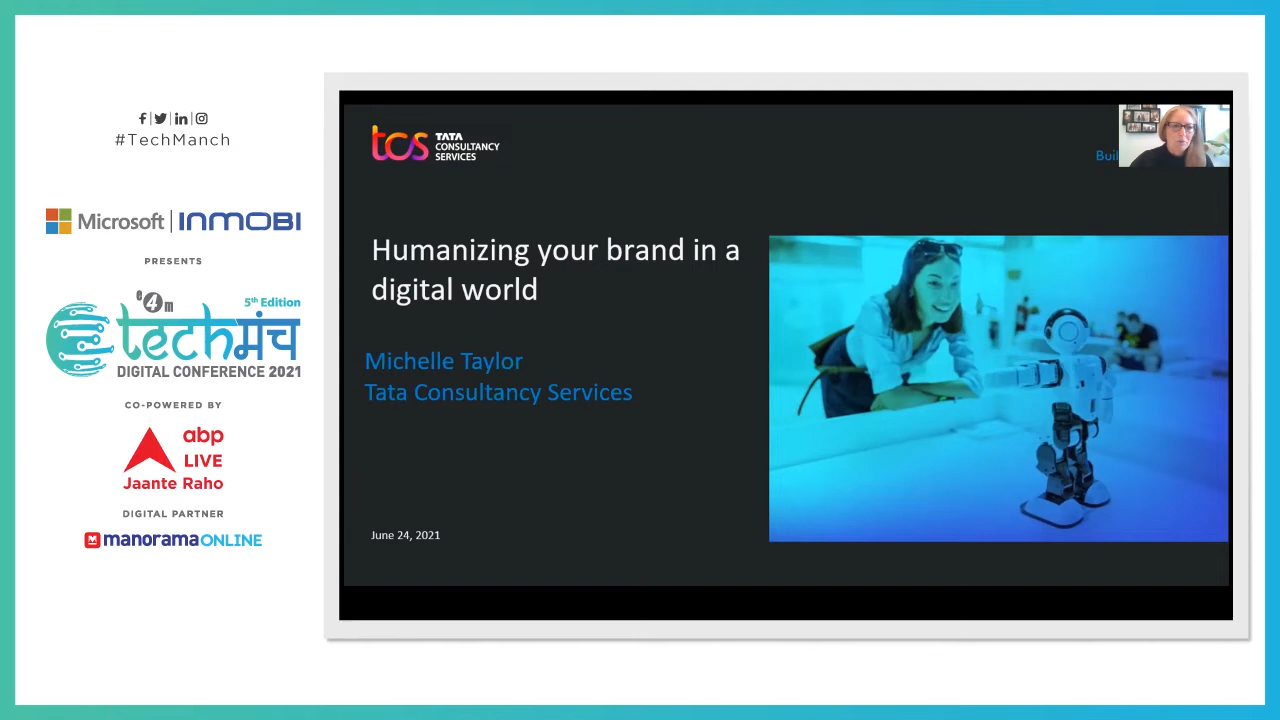 #TechManch
Microsoft | INMOBI
PRESENTS
e4m
5th Edition
techमंच
DIGITAL CONFERENCE 2021
CO-POWERED BY
abp
LIVE
Jaante Raho
DIGITAL PARTNER
manoramaONLINE
tcs TATA
CONSULTANCY
SERVICES
Buil
Humanizing your brand in a
digital world
Michelle Taylor
Tata Consultancy Services
June 24, 2021